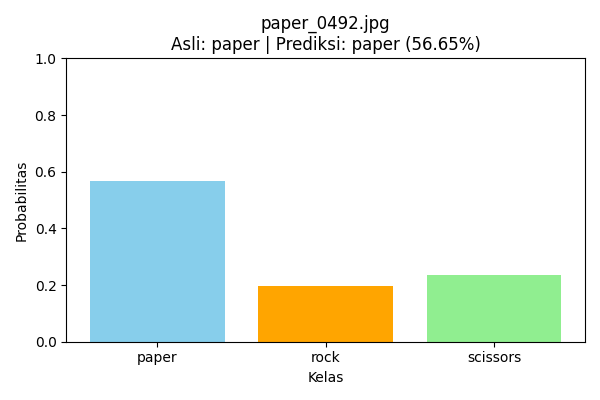 paper_0492.jpg
Asli: paper | Prediksi: paper (56.65%)
1.0
0.8
0.6
0.4
0.2
0.0
Probabilitas
paper rock scissors
Kelas